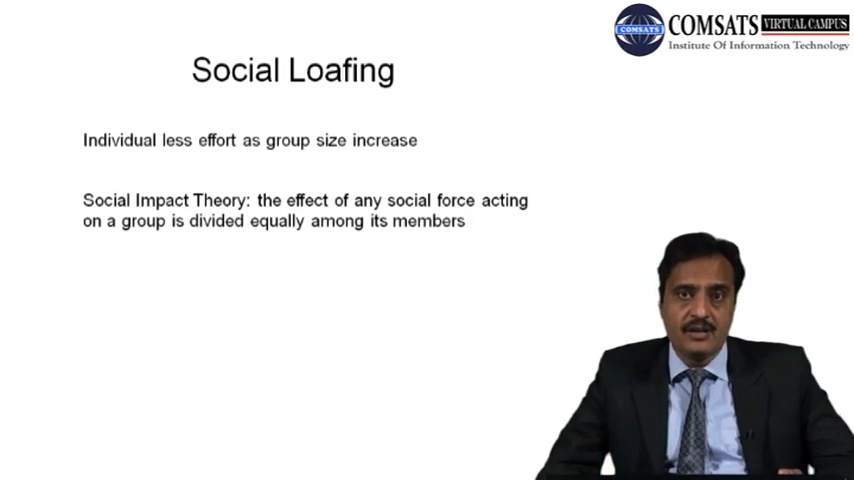 COMSATS VIRTUAL CAMPUS
COMSATS Institute Of Information Technology
Social Loafing
Individual less effort as group size increase
Social Impact Theory: the effect of any social force acting
on a group is divided equally among its members